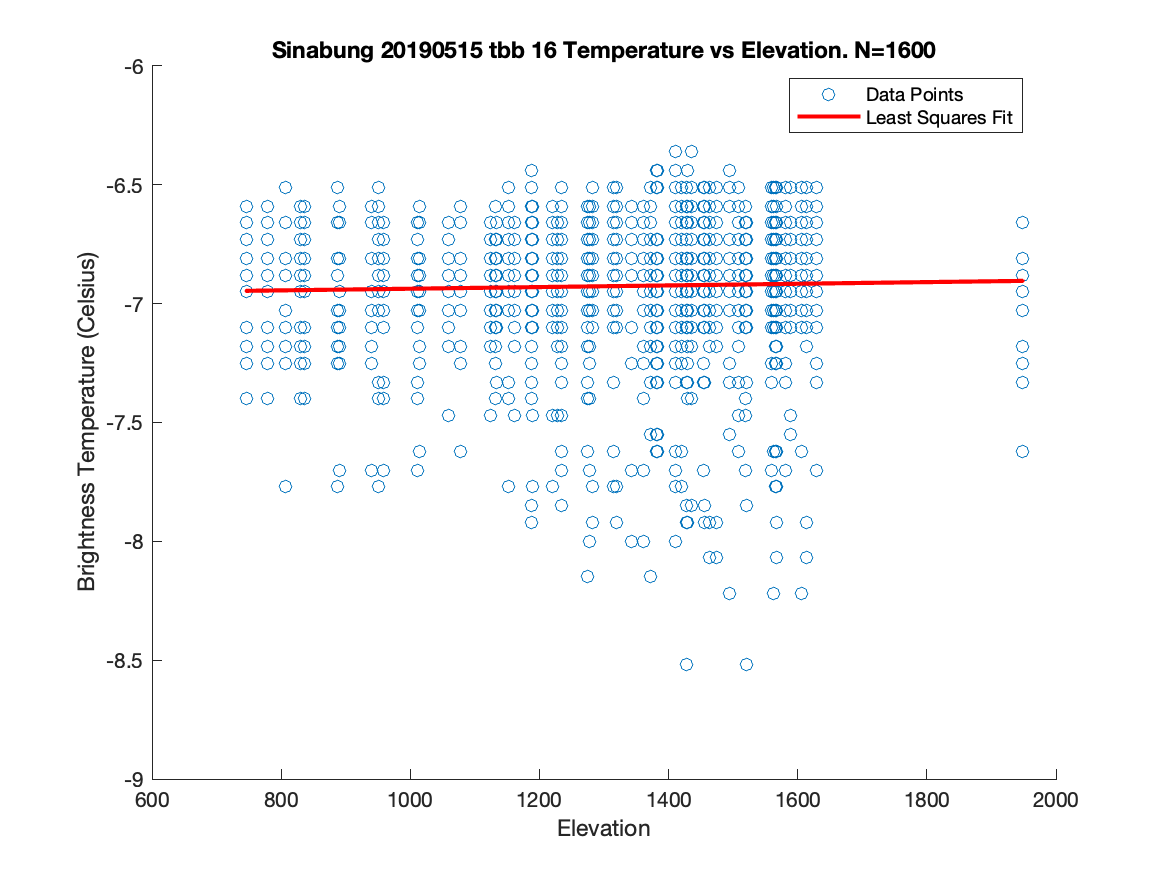 Sinabung 20190515 tbb 16 Temperature vs Elevation. N=1600
Data Points
Least Squares Fit
Brightness Temperature (Celsius)
-6
-6.5
-7
-7.5
-8
-8.5
-9
600 800 1000 1200 1400 1600 1800 2000
Elevation